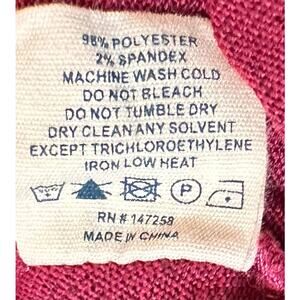 98% POLYESTER
2% SPANDEX
MACHINE WASH COLD
DO NOT BLEACH
DO NOT TUMBLE DRY
DRY CLEAN ANY SOLVENT
EXCEPT TRICHLOROETHYLENE
IRON LOW HEAT
P
RN # 147258
MADE IN CHINA